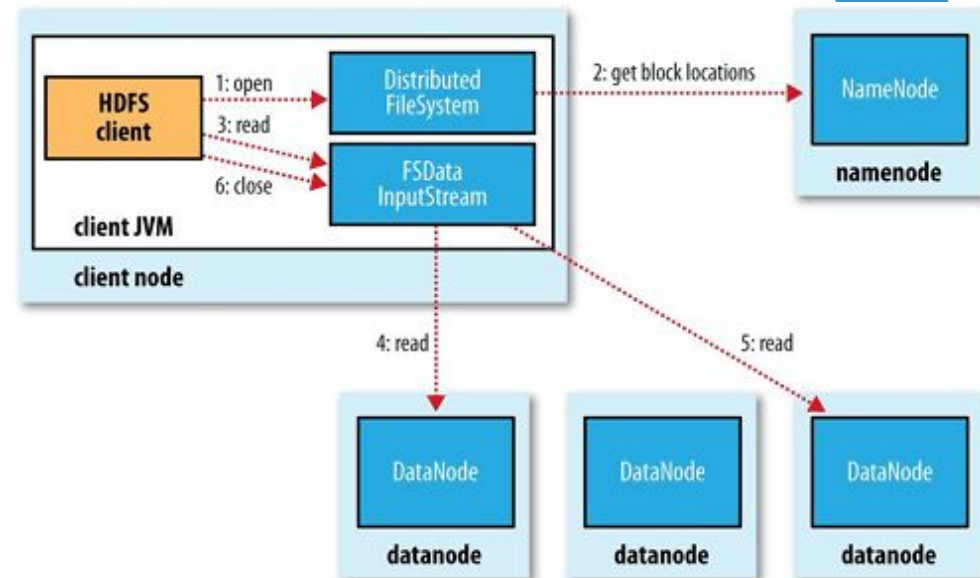 HDFS
client
1: open
3: read
6: close
Distributed
FileSystem
FSData
InputStream
client JVM
client node
2: get block locations
NameNode
namenode
4: read
5: read
DataNode
datanode
DataNode
datanode
DataNode
datanode